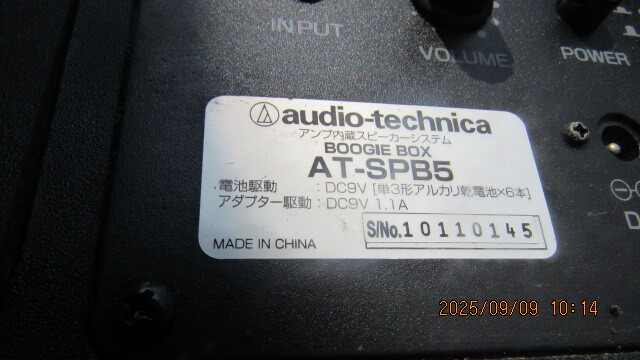 INPUT
VOLUME
POWER
audio-technica
アンプ内蔵スピーカーシステム
BOOGIE BOX
AT-SPB5
電池駆動 : DC9V [単3形アルカリ乾電池×6本]
アダプター駆動 : DC9V 1.1A
S/No. 10110145
MADE IN CHINA
D
2025/09/09 10:14